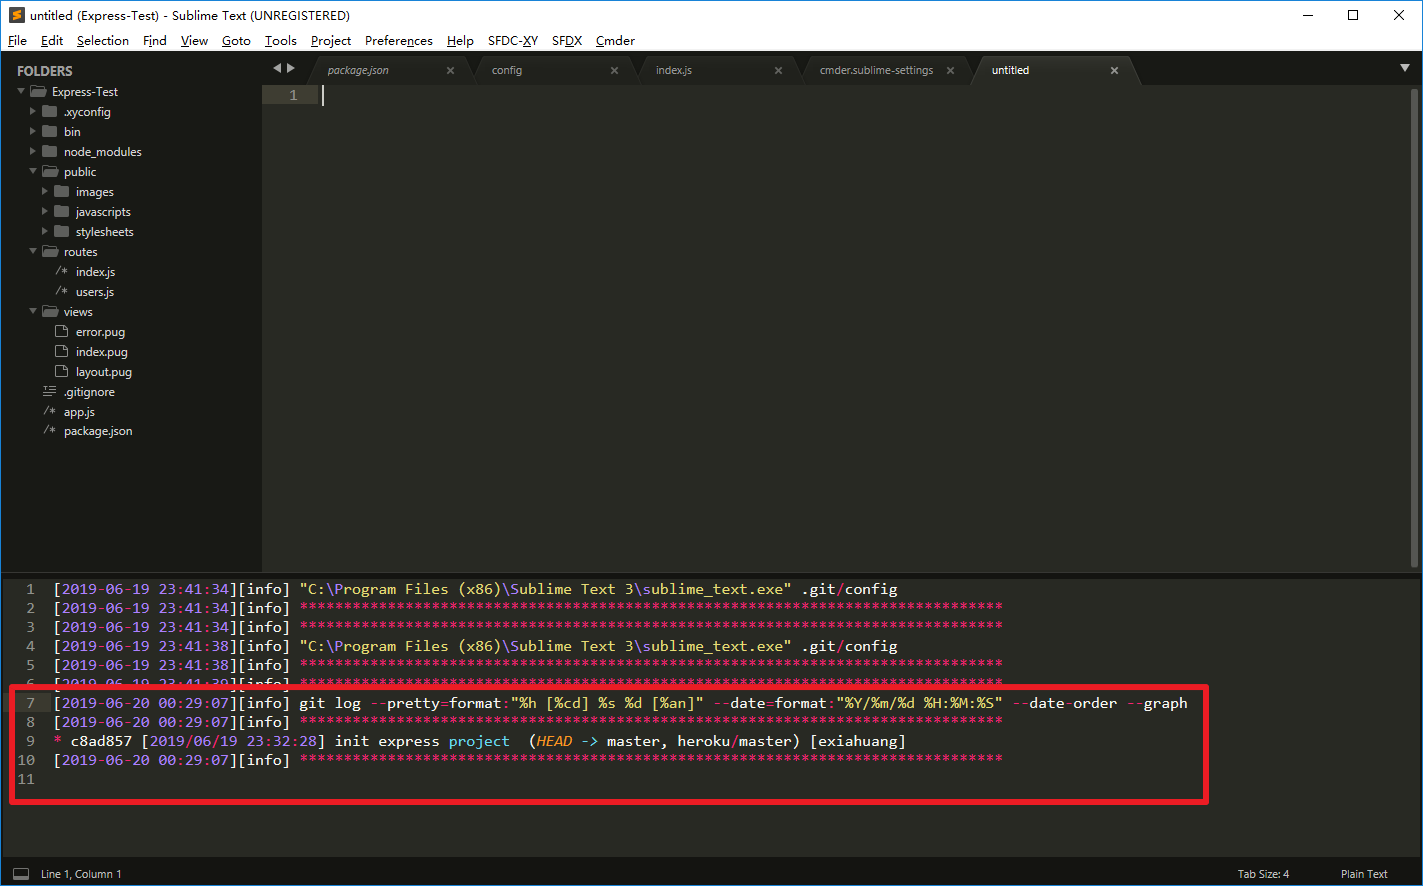 untitled (Express-Test) - Sublime Text (UNREGISTERED)
File Edit Selection Find View Goto Tools Project Preferences Help SFDC-XY SFDX Cmder
FOLDERS
Express-Test
.xyconfig
bin
node_modules
public
images
javascripts
stylesheets
routes
/* index.js
/* users.js
views
error.pug
index.pug
layout.pug
.gitignore
/* app.js
/* package.json
package.json × config × index.js × cmder.sublime-settings × untitled ×
1
1 [2019-06-19 23:41:34][info] "C:\Program Files (x86)\Sublime Text 3\sublime_text.exe" .git/config
2 [2019-06-19 23:41:34][info] ********************************************************************************
3 [2019-06-19 23:41:34][info] ********************************************************************************
4 [2019-06-19 23:41:38][info] "C:\Program Files (x86)\Sublime Text 3\sublime_text.exe" .git/config
5 [2019-06-19 23:41:38][info] ********************************************************************************
6 [2019-06-19 23:41:39][info] ********************************************************************************
7 [2019-06-20 00:29:07][info] git log --pretty=format:"%h [%cd] %s %d [%an]" --date=format:"%Y/%m/%d %H:%M:%S" --date-order --graph
8 [2019-06-20 00:29:07][info] ********************************************************************************
9 * c8ad857 [2019/06/19 23:32:28] init express project  (HEAD -> master, heroku/master) [exiahuang]
10 [2019-06-20 00:29:07][info] ********************************************************************************
11
Line 1, Column 1 Tab Size: 4 Plain Text